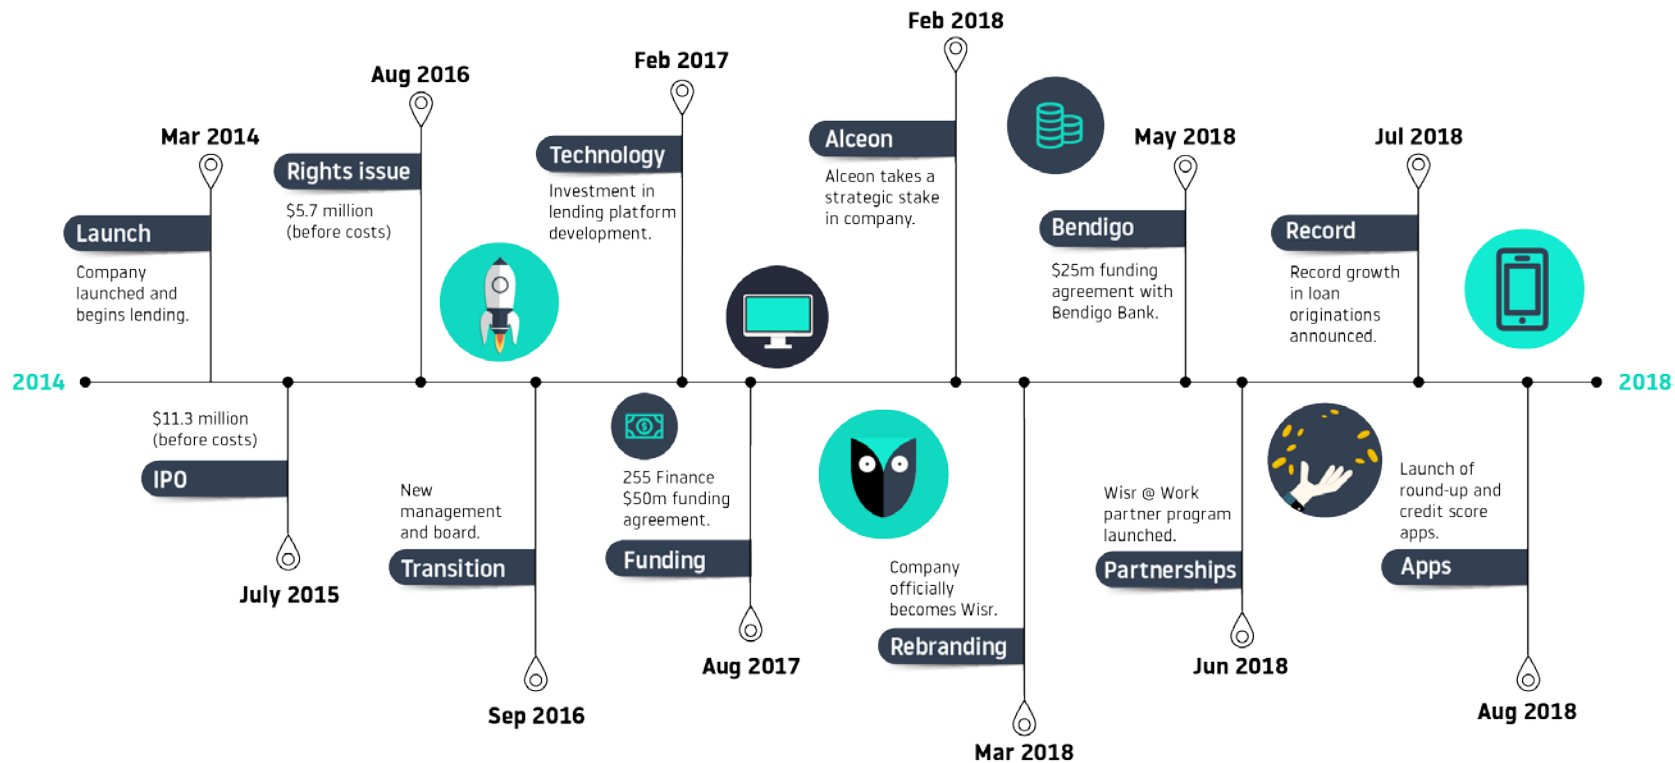 2014
Mar 2014
Launch
Company
launched and
begins lending.
July 2015
IPO
$11.3 million
(before costs)
Aug 2016
Rights issue
$5.7 million
(before costs)
Sep 2016
Transition
New
management
and board.
Feb 2017
Technology
Investment in
lending platform
development.
Aug 2017
Funding
255 Finance
$50m funding
agreement.
Feb 2018
Alceon
Alceon takes a
strategic stake
in company.
Mar 2018
Rebranding
Company
officially
becomes Wisr.
May 2018
Bendigo
$25m funding
agreement with
Bendigo Bank.
Jun 2018
Partnerships
Wisr @ Work
partner program
launched.
Jul 2018
Record
Record growth
in loan
originations
announced.
Aug 2018
Apps
Launch of
round-up and
credit score
apps.
2018